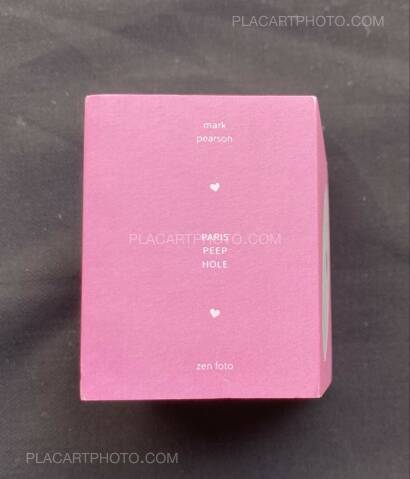 PLACARTPHOTO.COM
mark
pearson
PLACARTPHOTO.COM
PARIS
PEEP
HOLE
zen foto
PLACARTPHOTO.COM